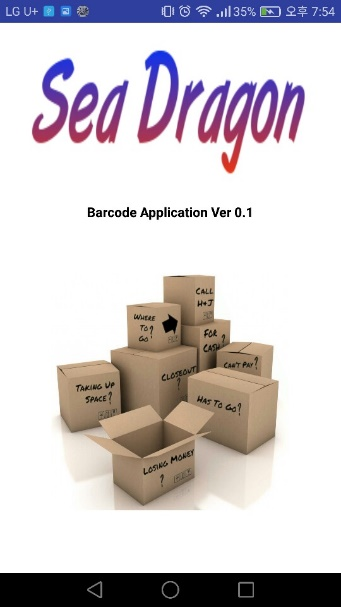 LG U+ 35% 오후 7:54
Sea Dragon
Barcode Application Ver 0.1
CALL
H&J
WHERE
TO?
GO?
FOR
CASH?
CAN'T PAY?
CLOSEOUT
?
TAKING UP
SPACE?
HAS TO GO?
LOSING MONEY
?